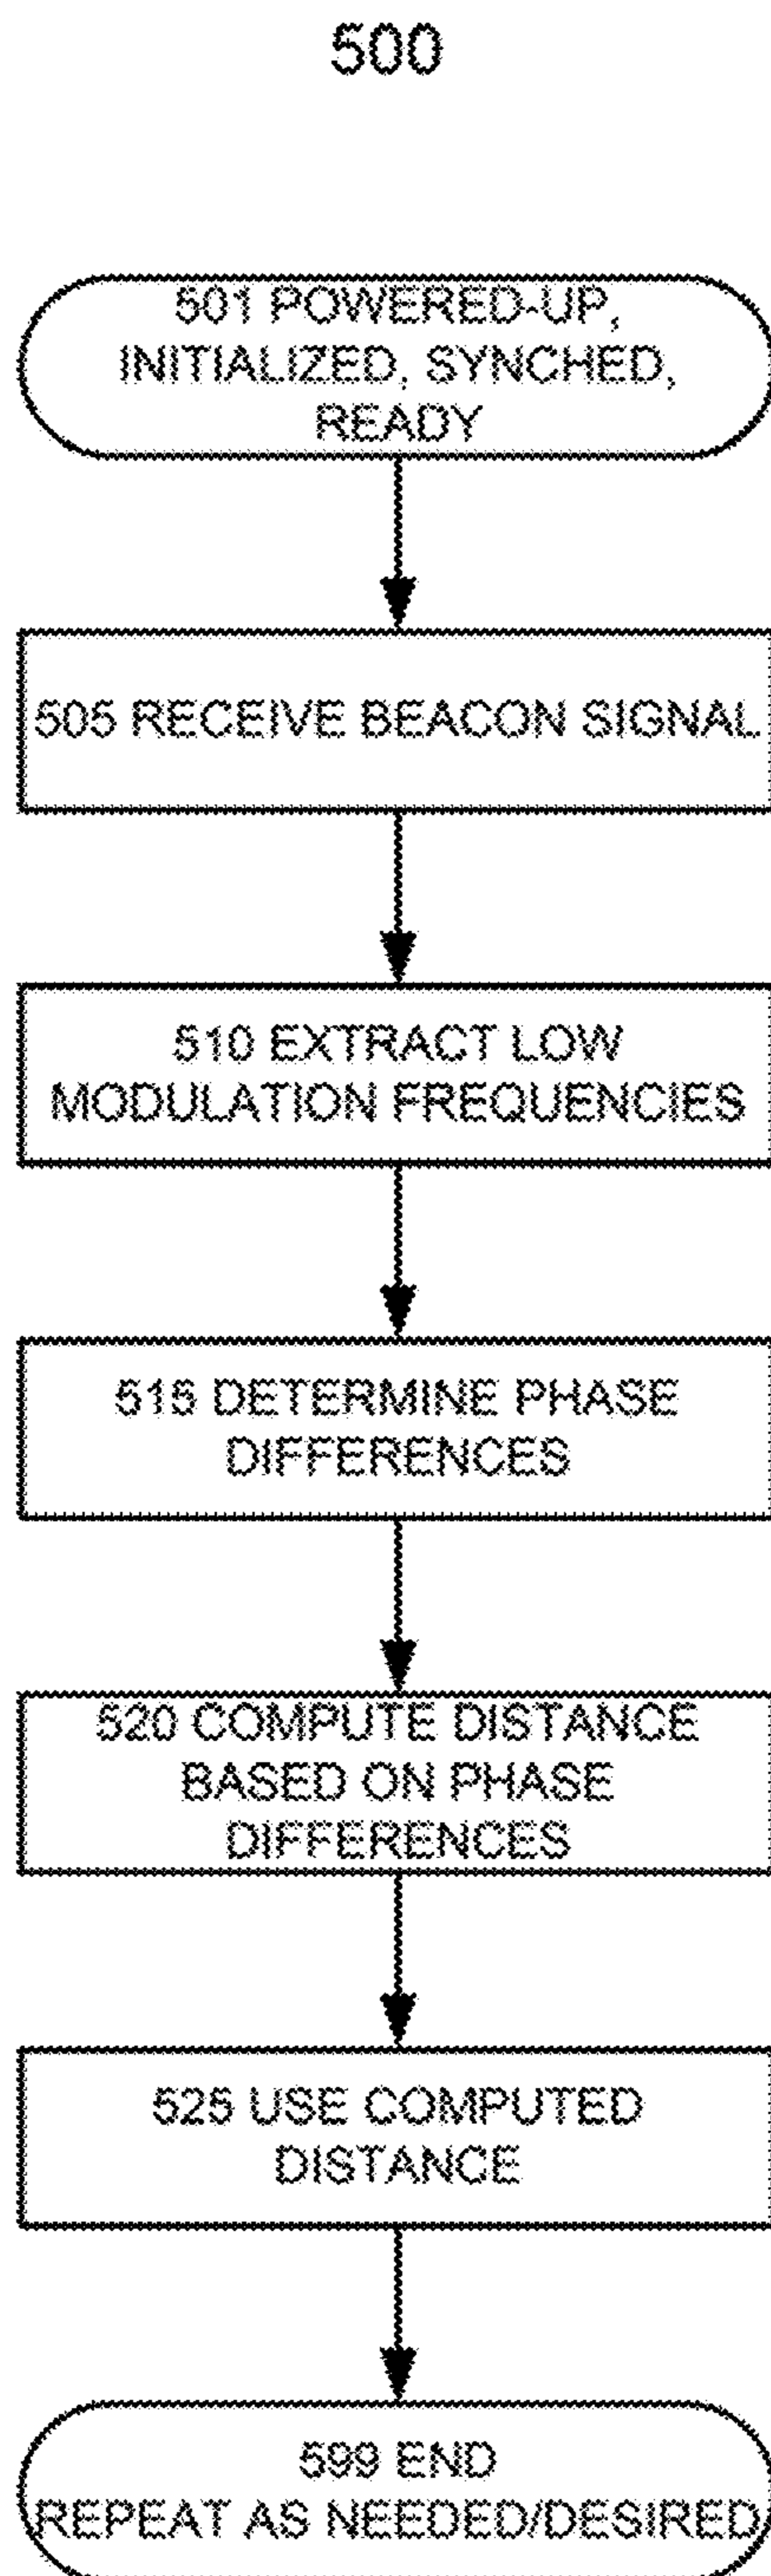 500
501 POWERED-UP,
INITIALIZED, SYNCHED,
READY
505 RECEIVE BEACON SIGNAL
510 EXTRACT LOW
MODULATION FREQUENCIES
515 DETERMINE PHASE
DIFFERENCES
520 COMPUTE DISTANCE
BASED ON PHASE
DIFFERENCES
525 USE COMPUTED
DISTANCE
599 END
REPEAT AS NEEDED/DESIRED